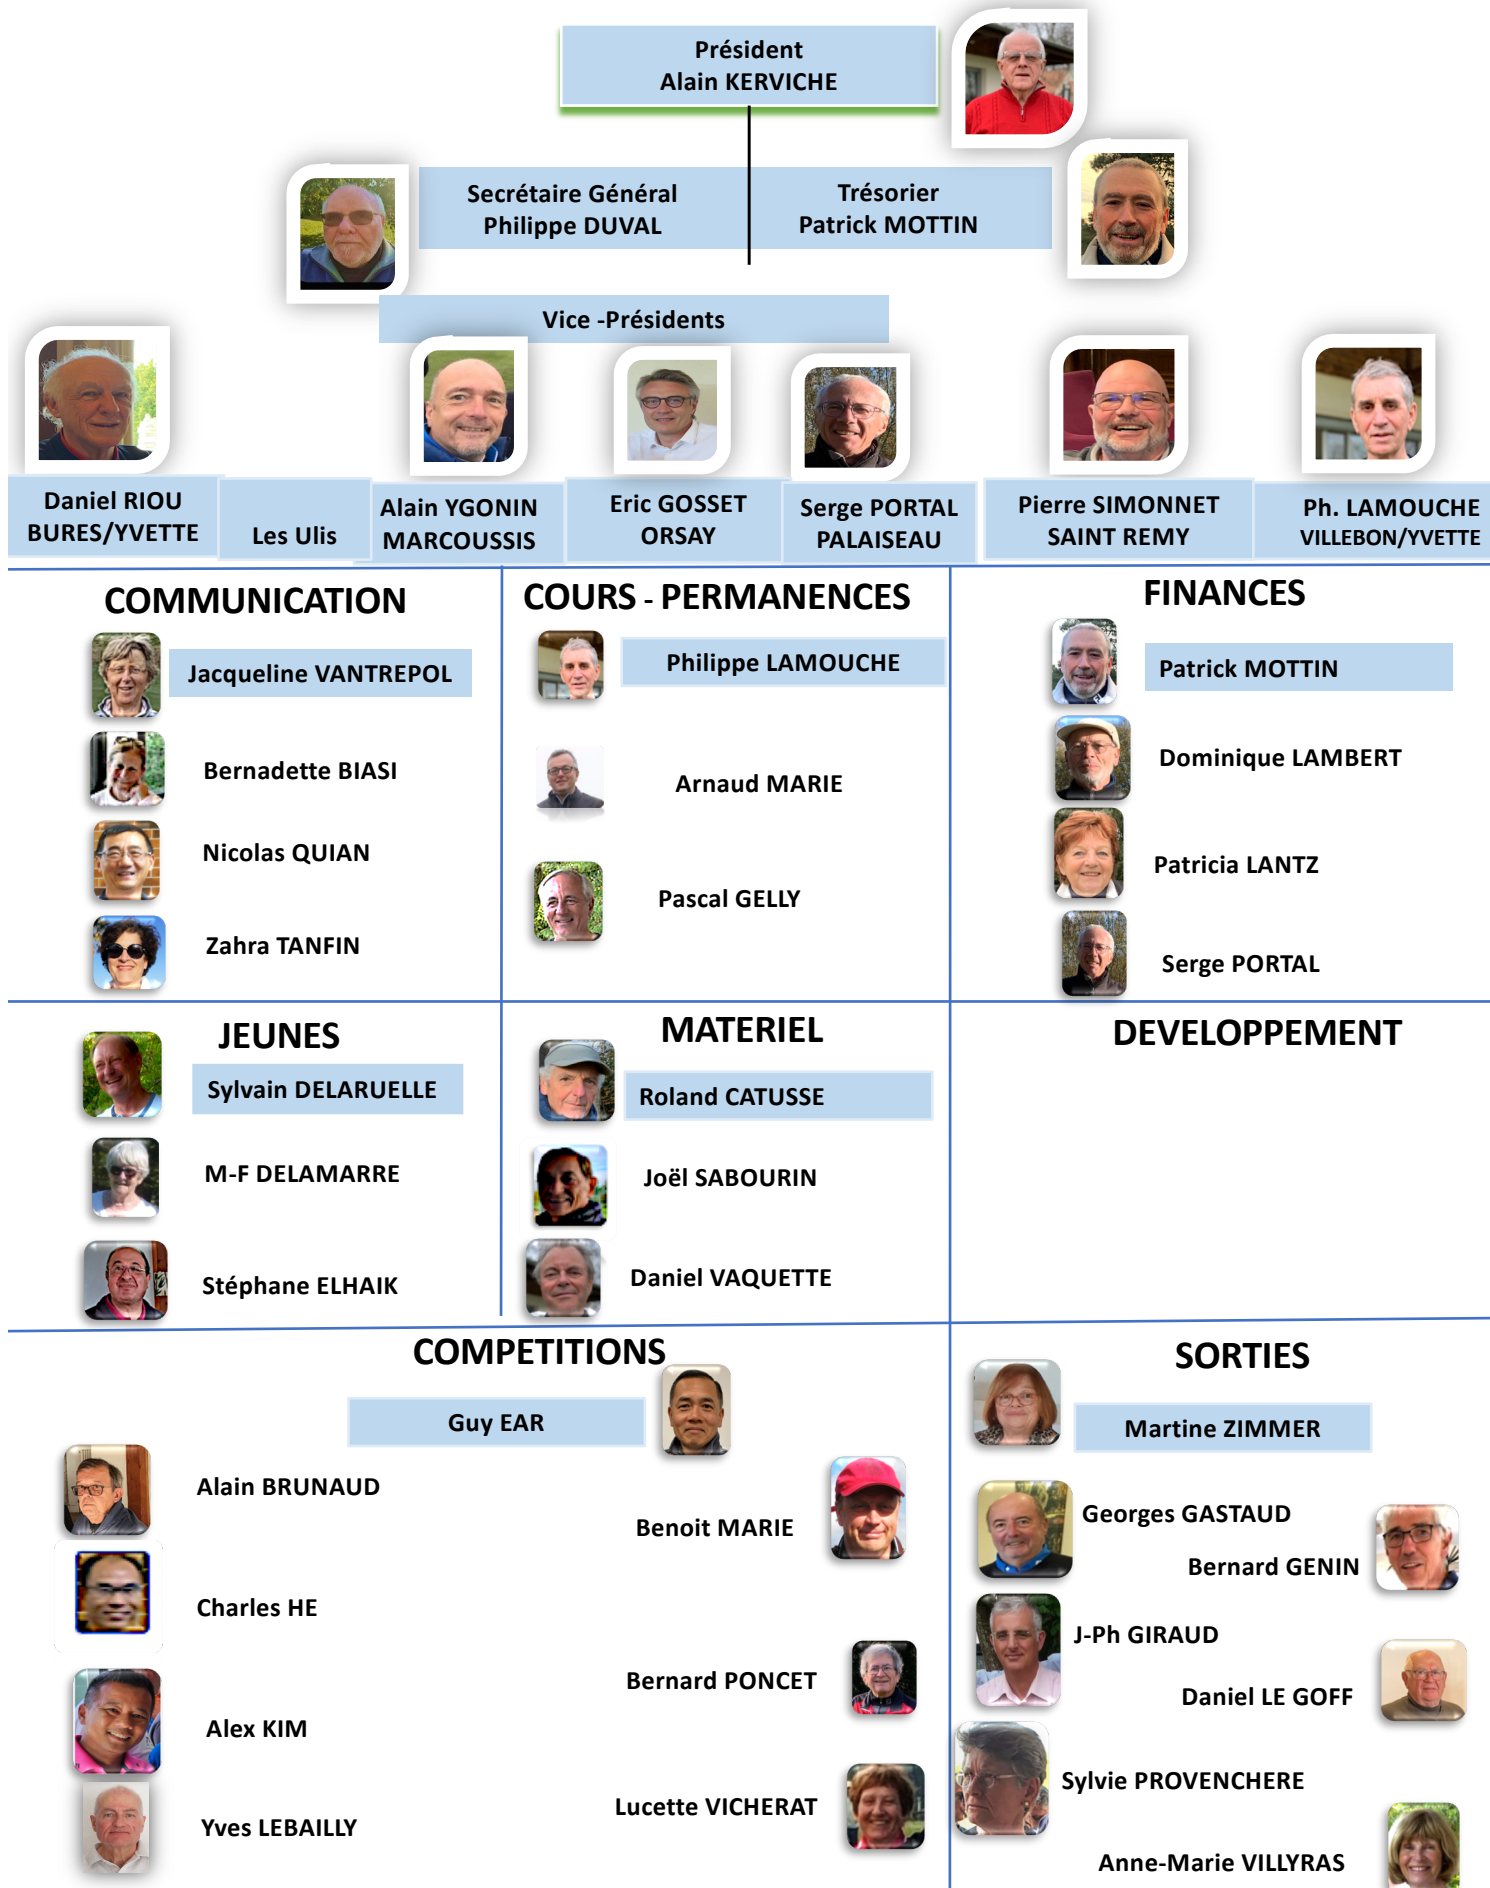 Président
Alain KERVICHE
Secrétaire Général
Philippe DUVAL
Trésorier
Patrick MOTTIN
Vice -Présidents
Daniel RIOU
BURES/YVETTE
Les Ulis
Alain YGONIN
MARCOUSSIS
Eric GOSSET
ORSAY
Serge PORTAL
PALAISEAU
Pierre SIMONNET
SAINT REMY
Ph. LAMOUCHE
VILLEBON/YVETTE
COMMUNICATION
Jacqueline VANTREPOL
Bernadette BIASI
Nicolas QUIAN
Zahra TANFIN
COURS - PERMANENCES
Philippe LAMOUCHE
Arnaud MARIE
Pascal GELLY
FINANCES
Patrick MOTTIN
Dominique LAMBERT
Patricia LANTZ
Serge PORTAL
JEUNES
Sylvain DELARUELLE
M-F DELAMARRE
Stéphane ELHAIK
MATERIEL
Roland CATUSSE
Joël SABOURIN
Daniel VAQUETTE
DEVELOPPEMENT
COMPETITIONS
Guy EAR
Alain BRUNAUD
Benoit MARIE
Charles HE
Bernard PONCET
Alex KIM
Lucette VICHERAT
Yves LEBAILLY
SORTIES
Martine ZIMMER
Georges GASTAUD
Bernard GENIN
J-Ph GIRAUD
Daniel LE GOFF
Sylvie PROVENCHERE
Anne-Marie VILLYRAS